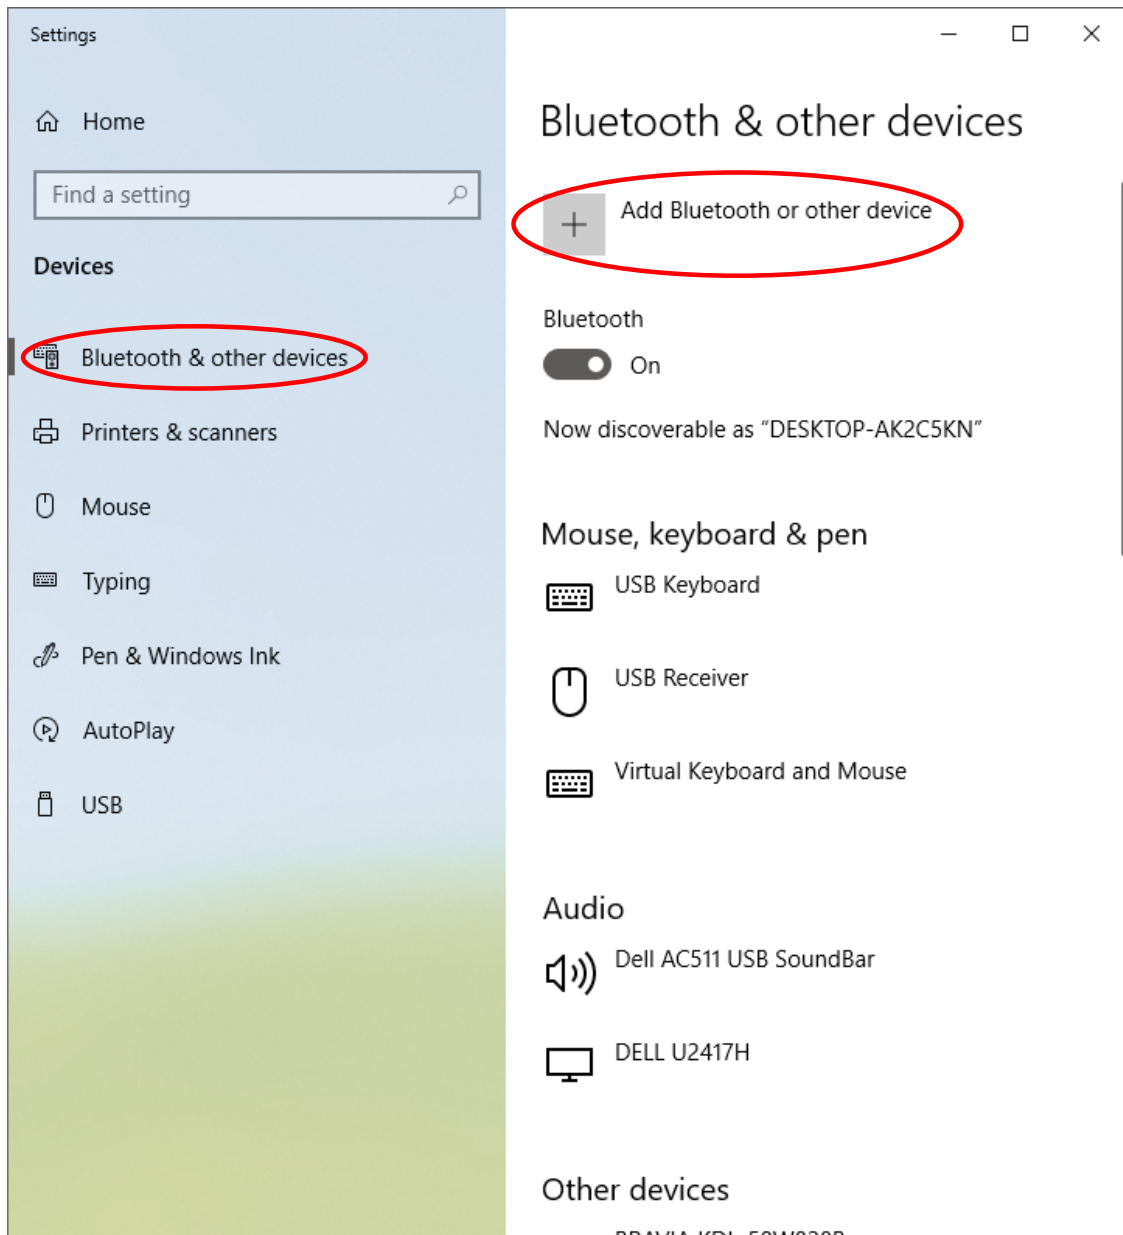 Settings
Home
Find a setting
Devices
Bluetooth & other devices
Printers & scanners
Mouse
Typing
Pen & Windows Ink
AutoPlay
USB
Bluetooth & other devices
Add Bluetooth or other device
Bluetooth
On
Now discoverable as “DESKTOP-AK2C5KN”
Mouse, keyboard & pen
USB Keyboard
USB Receiver
Virtual Keyboard and Mouse
Audio
Dell AC511 USB SoundBar
DELL U2417H
Other devices